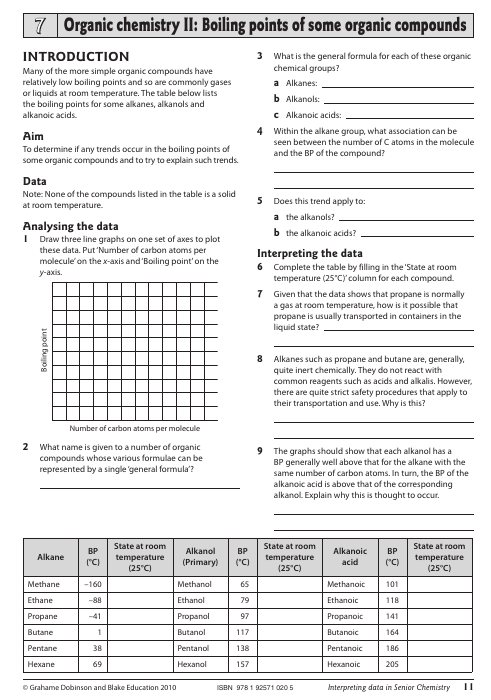 7 Organic chemistry II: Boiling points of some organic compounds
INTRODUCTION
Many of the more simple organic compounds have
relatively low boiling points and so are commonly gases
or liquids at room temperature. The table below lists
the boiling points for some alkanes, alkanols and
alkanoic acids.
Aim
To determine if any trends occur in the boiling points of
some organic compounds and to try to explain such trends.
Data
Note: None of the compounds listed in the table is a solid
at room temperature.
Analysing the data
1 Draw three line graphs on one set of axes to plot
these data. Put 'Number of carbon atoms per
molecule' on the x-axis and 'Boiling point' on the
y-axis.
Boiling point
Number of carbon atoms per molecule
2 What name is given to a number of organic
compounds whose various formulae can be
represented by a single 'general formula'?
3 What is the general formula for each of these organic
chemical groups?
a Alkanes:
b Alkanols:
c Alkanoic acids:
4 Within the alkane group, what association can be
seen between the number of C atoms in the molecule
and the BP of the compound?
5 Does this trend apply to:
a the alkanols?
b the alkanoic acids?
Interpreting the data
6 Complete the table by filling in the 'State at room
temperature (25°C)' column for each compound.
7 Given that the data shows that propane is normally
a gas at room temperature, how is it possible that
propane is usually transported in containers in the
liquid state?
8 Alkanes such as propane and butane are, generally,
quite inert chemically. They do not react with
common reagents such as acids and alkalis. However,
there are quite strict safety procedures that apply to
their transportation and use. Why is this?
9 The graphs should show that each alkanol has a
BP generally well above that for the alkane with the
same number of carbon atoms. In turn, the BP of the
alkanoic acid is above that of the corresponding
alkanol. Explain why this is thought to occur.
Alkane BP (°C) State at room temperature (25°C) Alkanol (Primary) BP (°C) State at room temperature (25°C) Alkanoic acid BP (°C) State at room temperature (25°C)
Methane –160 Methanol 65 Methanoic 101
Ethane –88 Ethanol 79 Ethanoic 118
Propane –41 Propanol 97 Propanoic 141
Butane 1 Butanol 117 Butanoic 164
Pentane 38 Pentanol 138 Pentanoic 186
Hexane 69 Hexanol 157 Hexanoic 205
© Grahame Dobinson and Blake Education 2010 ISBN 978 1 92571 020 5 Interpreting data in Senior Chemistry 11